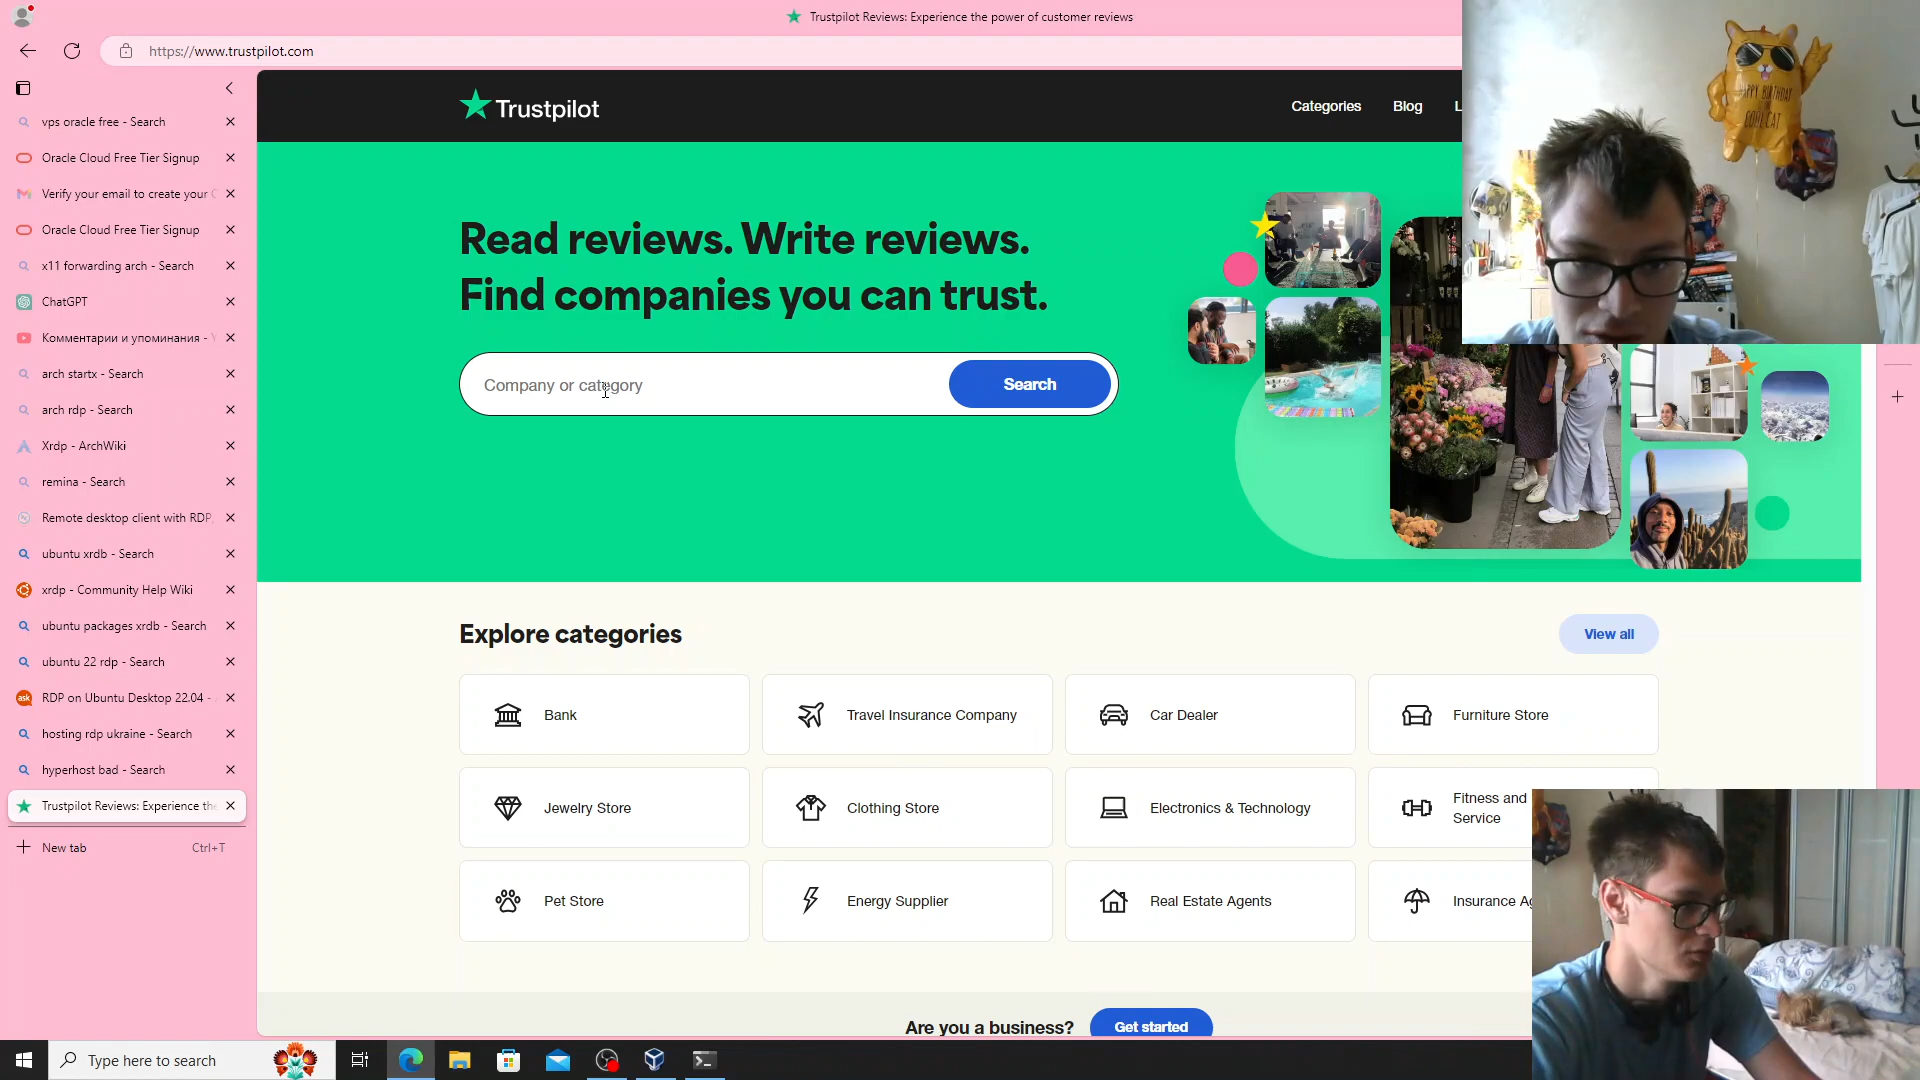 Trustpilot Reviews: Experience the power of customer reviews
https://www.trustpilot.com
vps oracle free - Search
Oracle Cloud Free Tier Signup
Verify your email to create your
Oracle Cloud Free Tier Signup
x11 forwarding arch - Search
ChatGPT
Комментарии и упоминания -
arch startx - Search
arch rdp - Search
Xrdp - ArchWiki
remina - Search
Remote desktop client with RDP,
ubuntu xrdb - Search
xrdp - Community Help Wiki
ubuntu packages xrdb - Search
ubuntu 22 rdp - Search
ask
RDP on Ubuntu Desktop 22.04 -
hosting rdp ukraine - Search
hyperhost bad - Search
Trustpilot Reviews: Experience the
New tab
Ctrl+T
Trustpilot
Categories
Blog
Read reviews. Write reviews.
Find companies you can trust.
Company or category
Search
HAPPY BIRTHDAY
COOL CAT
Explore categories
View all
Bank
Travel Insurance Company
Car Dealer
Furniture Store
Jewelry Store
Clothing Store
Electronics & Technology
Fitness and
Service
Pet Store
Energy Supplier
Real Estate Agents
Insurance
Are you a business?
Get started
Type here to search